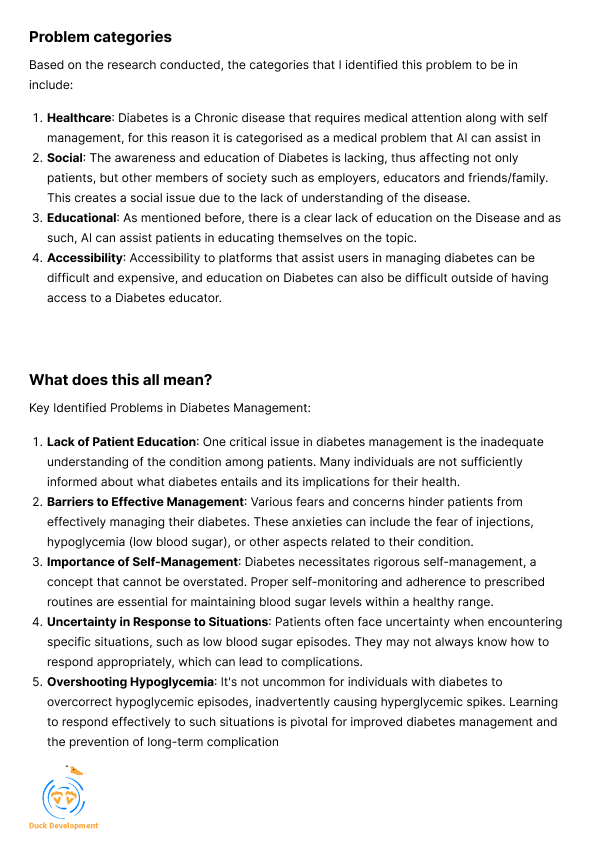 Problem categories
Based on the research conducted, the categories that I identified this problem to be in
include:
1. Healthcare: Diabetes is a Chronic disease that requires medical attention along with self
management, for this reason it is categorised as a medical problem that AI can assist in
2. Social: The awareness and education of Diabetes is lacking, thus affecting not only
patients, but other members of society such as employers, educators and friends/family.
This creates a social issue due to the lack of understanding of the disease.
3. Educational: As mentioned before, there is a clear lack of education on the Disease and as
such, AI can assist patients in educating themselves on the topic.
4. Accessibility: Accessibility to platforms that assist users in managing diabetes can be
difficult and expensive, and education on Diabetes can also be difficult outside of having
access to a Diabetes educator.
What does this all mean?
Key Identified Problems in Diabetes Management:
1. Lack of Patient Education: One critical issue in diabetes management is the inadequate
understanding of the condition among patients. Many individuals are not sufficiently
informed about what diabetes entails and its implications for their health.
2. Barriers to Effective Management: Various fears and concerns hinder patients from
effectively managing their diabetes. These anxieties can include the fear of injections,
hypoglycemia (low blood sugar), or other aspects related to their condition.
3. Importance of Self-Management: Diabetes necessitates rigorous self-management, a
concept that cannot be overstated. Proper self-monitoring and adherence to prescribed
routines are essential for maintaining blood sugar levels within a healthy range.
4. Uncertainty in Response to Situations: Patients often face uncertainty when encountering
specific situations, such as low blood sugar episodes. They may not always know how to
respond appropriately, which can lead to complications.
5. Overshooting Hypoglycemia: It's not uncommon for individuals with diabetes to
overcorrect hypoglycemic episodes, inadvertently causing hyperglycemic spikes. Learning
to respond effectively to such situations is pivotal for improved diabetes management and
the prevention of long-term complication
Duck Development